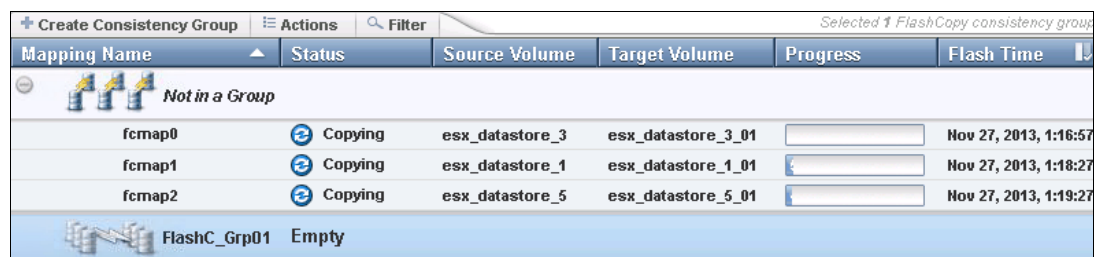 Create Consistency Group Actions Filter Selected 1 FlashCopy consistency group
Mapping Name Status Source Volume Target Volume Progress Flash Time
Not in a Group
fcmap0 Copying esx_datastore_3 esx_datastore_3_01 Nov 27, 2013, 1:16:57
fcmap1 Copying esx_datastore_1 esx_datastore_1_01 Nov 27, 2013, 1:18:27
fcmap2 Copying esx_datastore_5 esx_datastore_5_01 Nov 27, 2013, 1:19:27
FlashC_Grp01 Empty